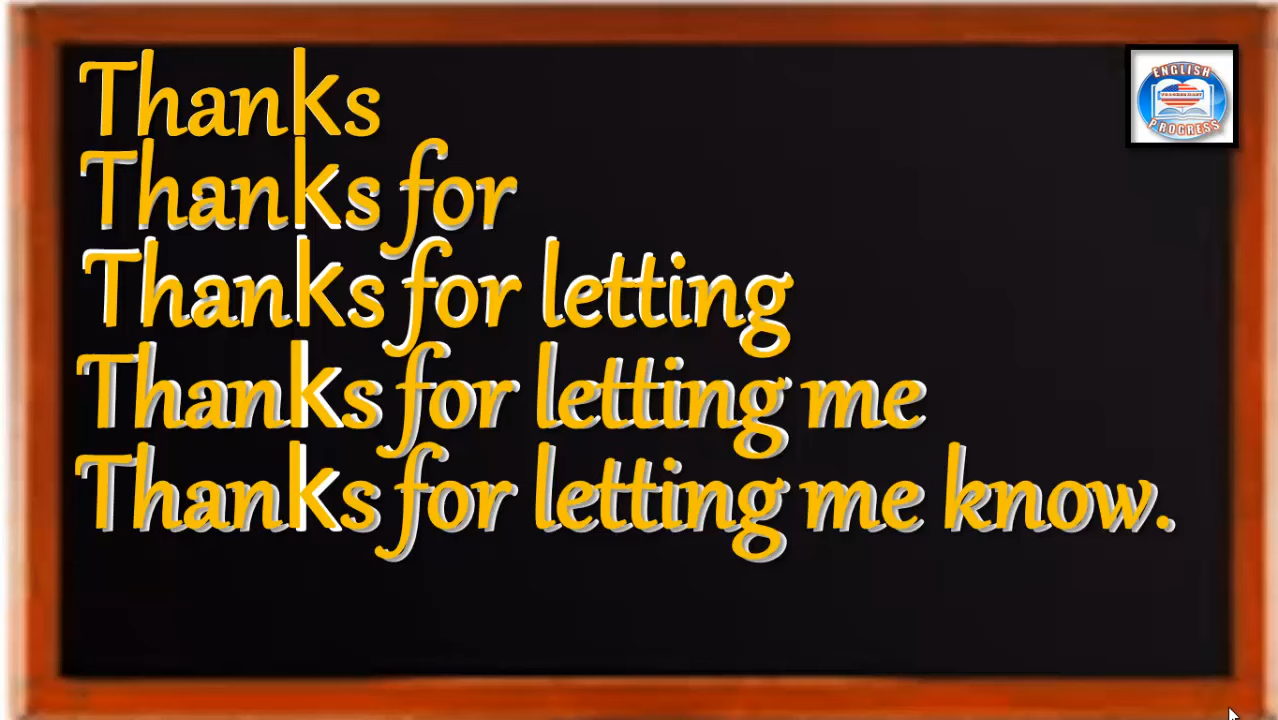 Thanks
Thanks for
Thanks for letting
Thanks for letting me
Thanks for letting me know.
ENGLISH
PROGRESS